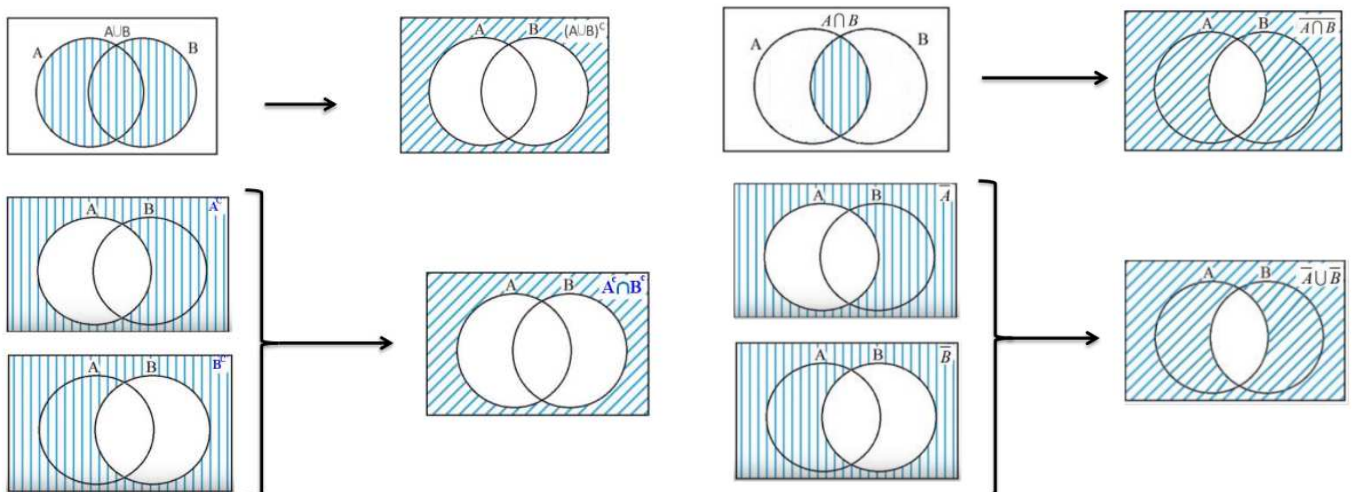 A∪B
A B
A B (A∪B)ᶜ
A B Aᶜ
A B Bᶜ
A B Aᶜ∩Bᶜ
A∩B
A B
A B A̅∩̅B̅
A B A̅
A B B̅
A B A̅∪B̅